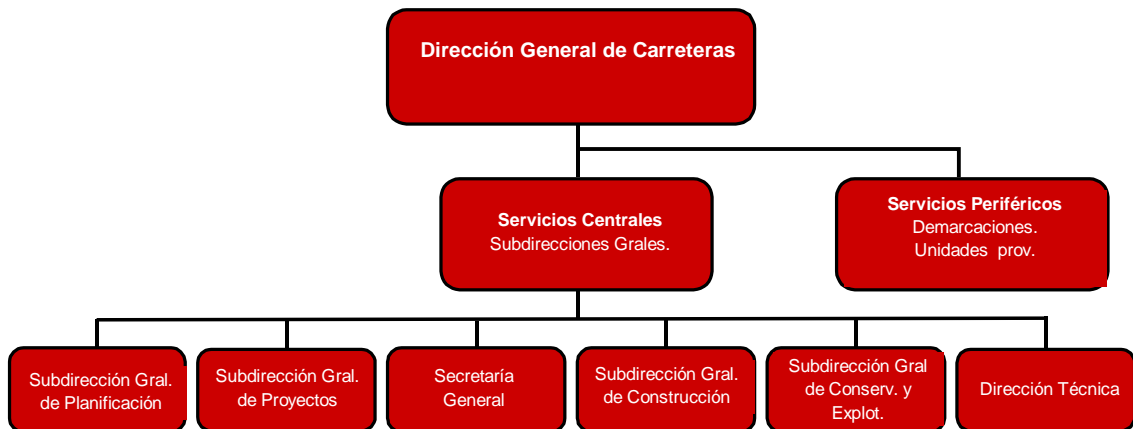 Dirección General de Carreteras
Servicios Centrales
Subdirecciones Grales.
Servicios Periféricos
Demarcaciones.
Unidades prov.
Subdirección Gral.
de Planificación
Subdirección Gral.
de Proyectos
Secretaría
General
Subdirección Gral.
de Construcción
Subdirección Gral
de Conserv. y
Explot.
Dirección Técnica